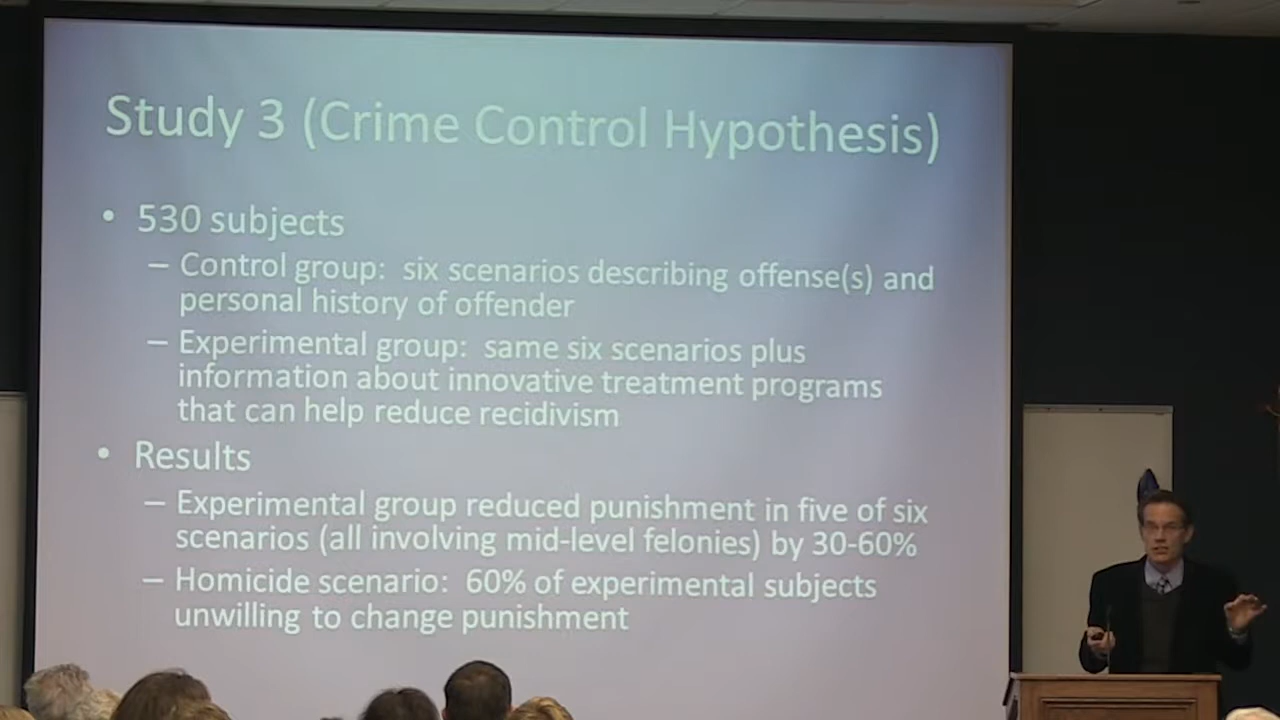 Study 3 (Crime Control Hypothesis)
• 530 subjects
– Control group: six scenarios describing offense(s) and
personal history of offender
– Experimental group: same six scenarios plus
information about innovative treatment programs
that can help reduce recidivism
• Results
– Experimental group reduced punishment in five of six
scenarios (all involving mid-level felonies) by 30-60%
– Homicide scenario: 60% of experimental subjects
unwilling to change punishment